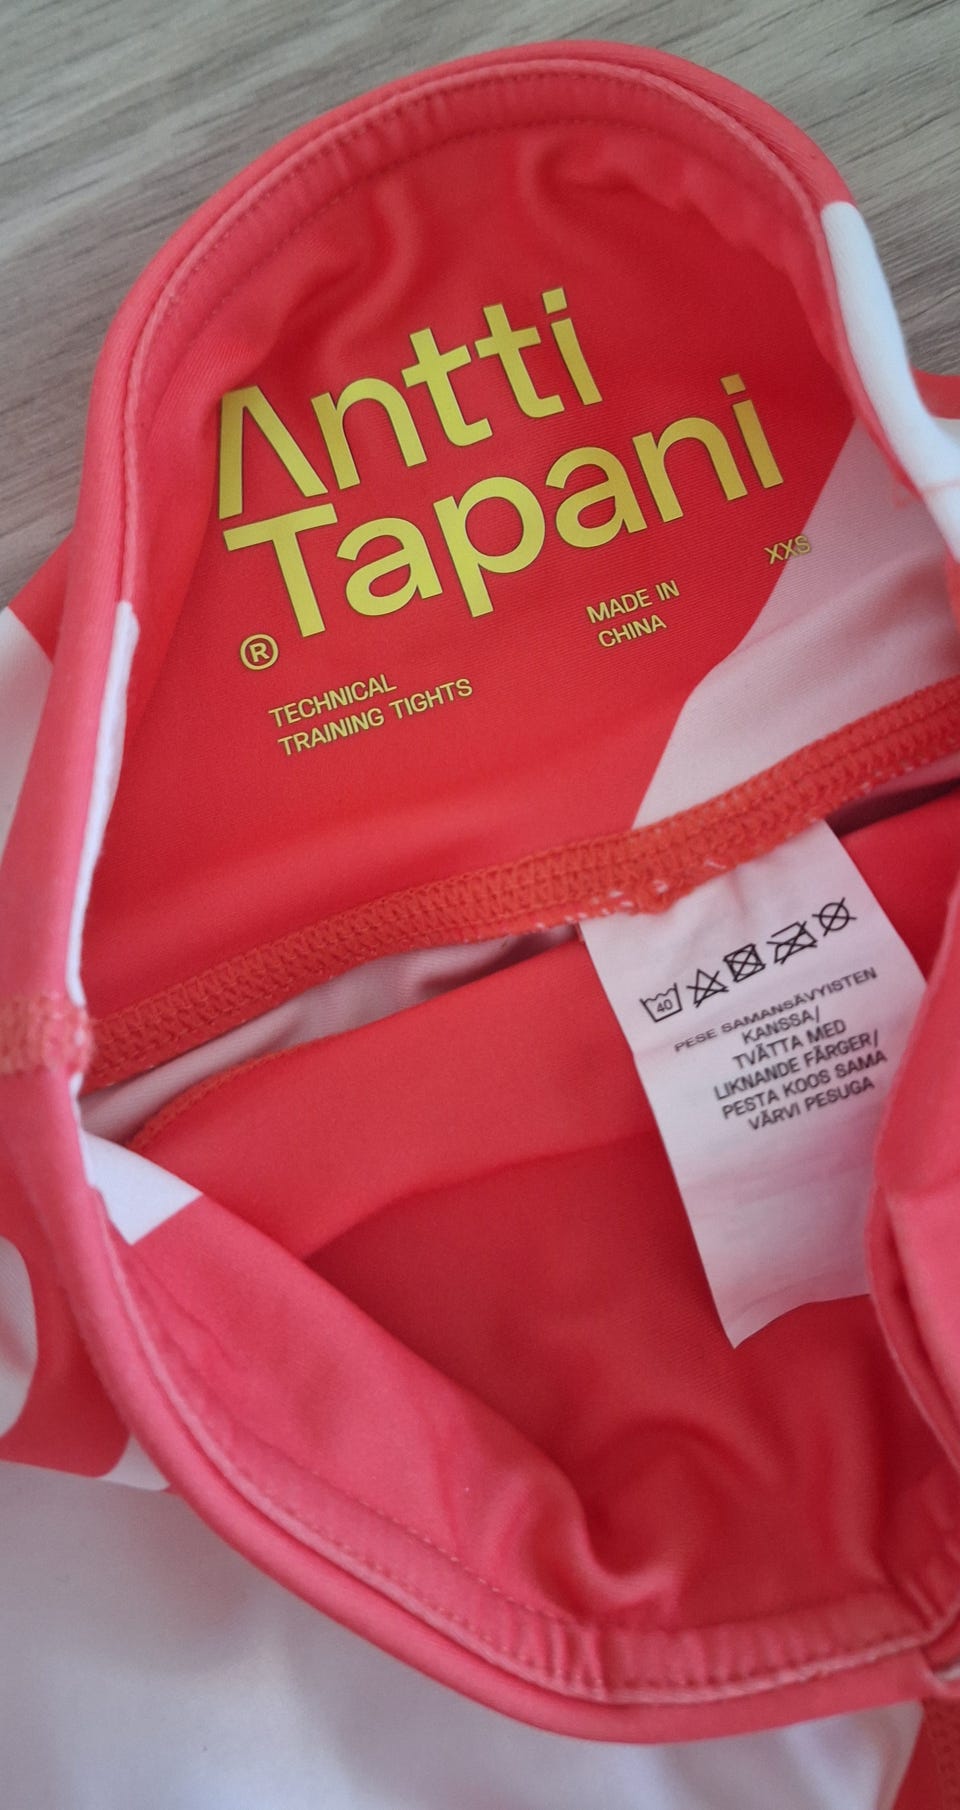 Antti
Tapani
®
TECHNICAL
TRAINING TIGHTS
MADE IN
CHINA
XXS
40
PESE SAMANSÄVYISTEN
KANSSA/
TVÄTTA MED
LIKNANDE FÄRGER/
PESTA KOOS SAMA
VÄRVI PESUGA